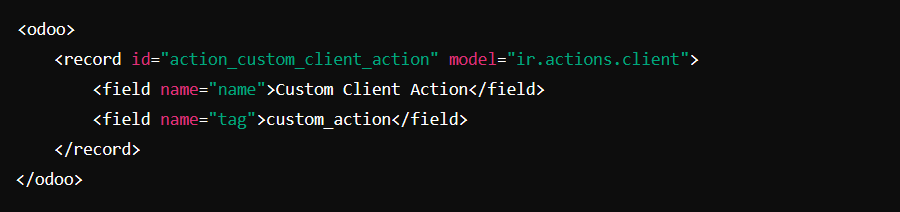 <odoo>
<record id="action_custom_client_action" model="ir.actions.client">
<field name="name">Custom Client Action</field>
<field name="tag">custom_action</field>
</record>
</odoo>